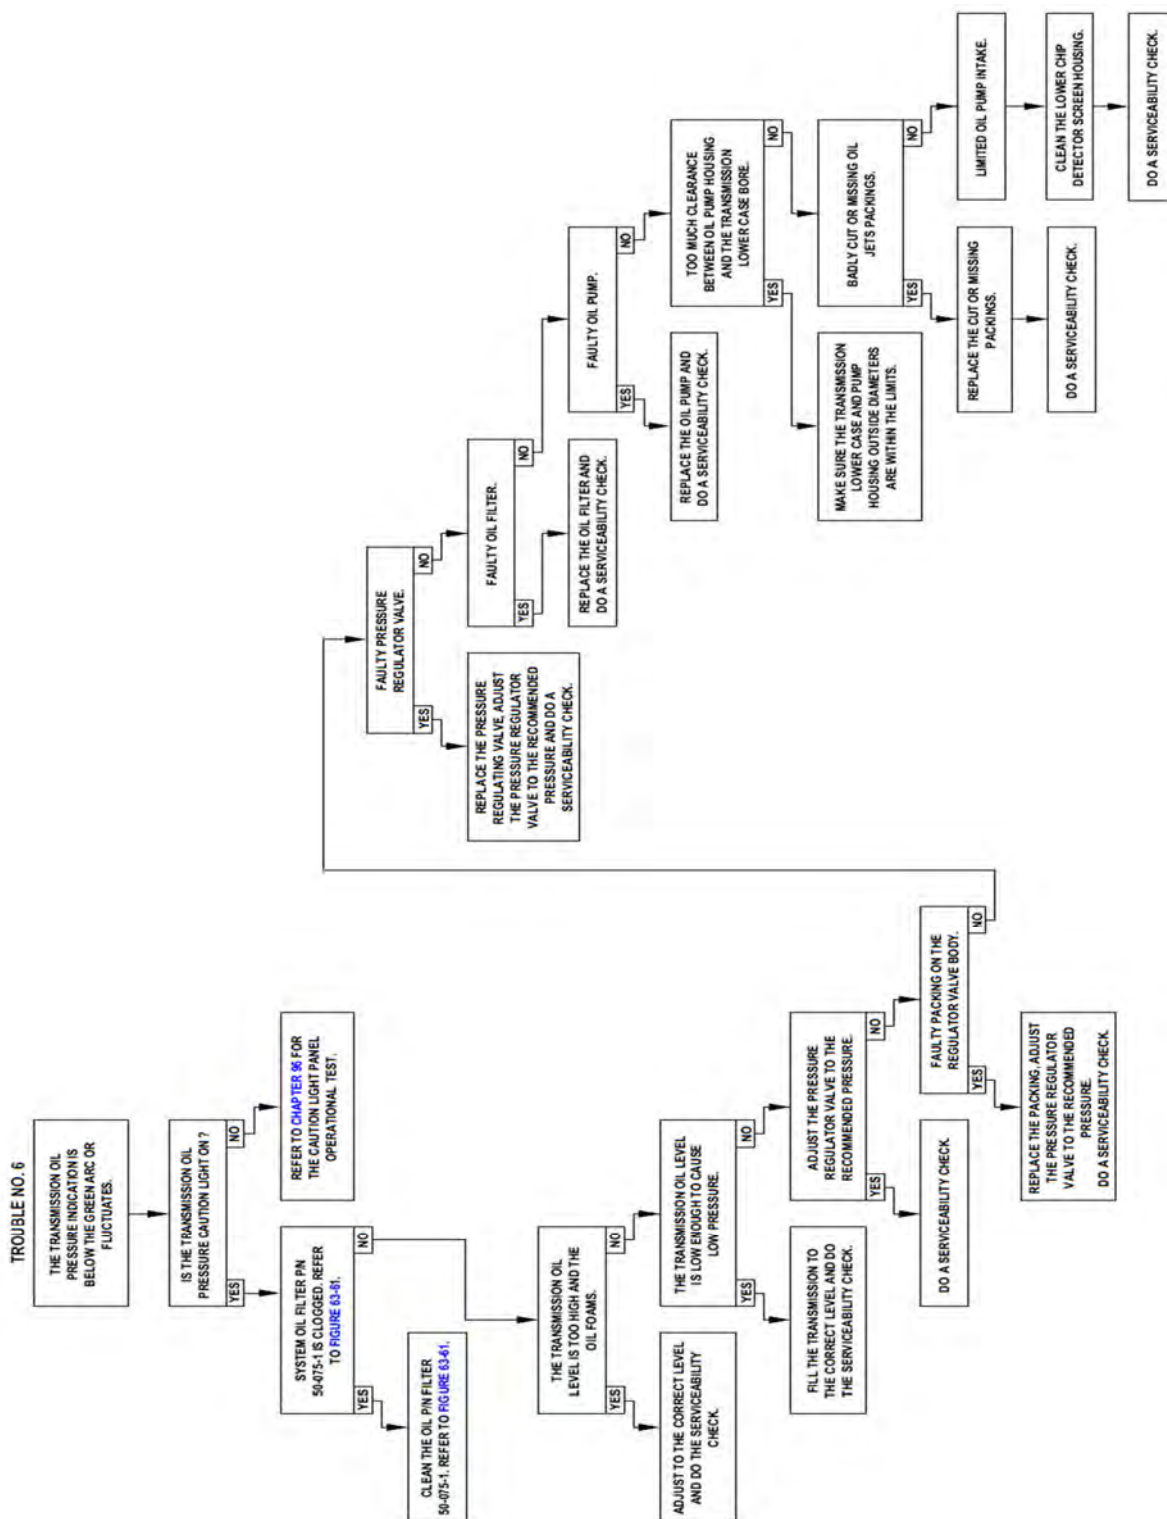 TROUBLE NO. 6
THE TRANSMISSION OIL
PRESSURE INDICATION IS
BELOW THE GREEN ARC OR
FLUCTUATES.
IS THE TRANSMISSION OIL
PRESSURE CAUTION LIGHT ON ?
YES
NO
SYSTEM OIL FILTER P/N
50-075-1 IS CLOGGED. REFER
TO FIGURE 63-61.
YES
NO
REFER TO CHAPTER 96 FOR
THE CAUTION LIGHT PANEL
OPERATIONAL TEST.
CLEAN THE OIL P/N FILTER
50-075-1. REFER TO FIGURE 63-61.
THE TRANSMISSION OIL
LEVEL IS TOO HIGH AND THE
OIL FOAMS.
YES
NO
ADJUST TO THE CORRECT LEVEL
AND DO THE SERVICEABILITY
CHECK.
THE TRANSMISSION OIL LEVEL
IS LOW ENOUGH TO CAUSE
LOW PRESSURE.
YES
NO
FILL THE TRANSMISSION TO
THE CORRECT LEVEL AND DO
THE SERVICEABILITY CHECK.
ADJUST THE PRESSURE
REGULATOR VALVE TO THE
RECOMMENDED PRESSURE.
YES
NO
DO A SERVICEABILITY CHECK.
FAULTY PACKING ON THE
REGULATOR VALVE BODY.
YES
NO
REPLACE THE PACKING, ADJUST
THE PRESSURE REGULATOR
VALVE TO THE RECOMMENDED
PRESSURE.
DO A SERVICEABILITY CHECK.
FAULTY PRESSURE
REGULATOR VALVE.
YES
NO
REPLACE THE PRESSURE
REGULATING VALVE, ADJUST
THE PRESSURE REGULATOR
VALVE TO THE RECOMMENDED
PRESSURE AND DO A
SERVICEABILITY CHECK.
FAULTY OIL FILTER.
YES
NO
REPLACE THE OIL FILTER AND
DO A SERVICEABILITY CHECK.
FAULTY OIL PUMP.
YES
NO
REPLACE THE OIL PUMP AND
DO A SERVICEABILITY CHECK.
TOO MUCH CLEARANCE
BETWEEN OIL PUMP HOUSING
AND THE TRANSMISSION
LOWER CASE BORE.
YES
NO
MAKE SURE THE TRANSMISSION
LOWER CASE AND PUMP
HOUSING OUTSIDE DIAMETERS
ARE WITHIN THE LIMITS.
BADLY CUT OR MISSING OIL
JETS PACKINGS.
YES
NO
REPLACE THE CUT OR MISSING
PACKINGS.
DO A SERVICEABILITY CHECK.
LIMITED OIL PUMP INTAKE.
CLEAN THE LOWER CHIP
DETECTOR SCREEN HOUSING.
DO A SERVICEABILITY CHECK.